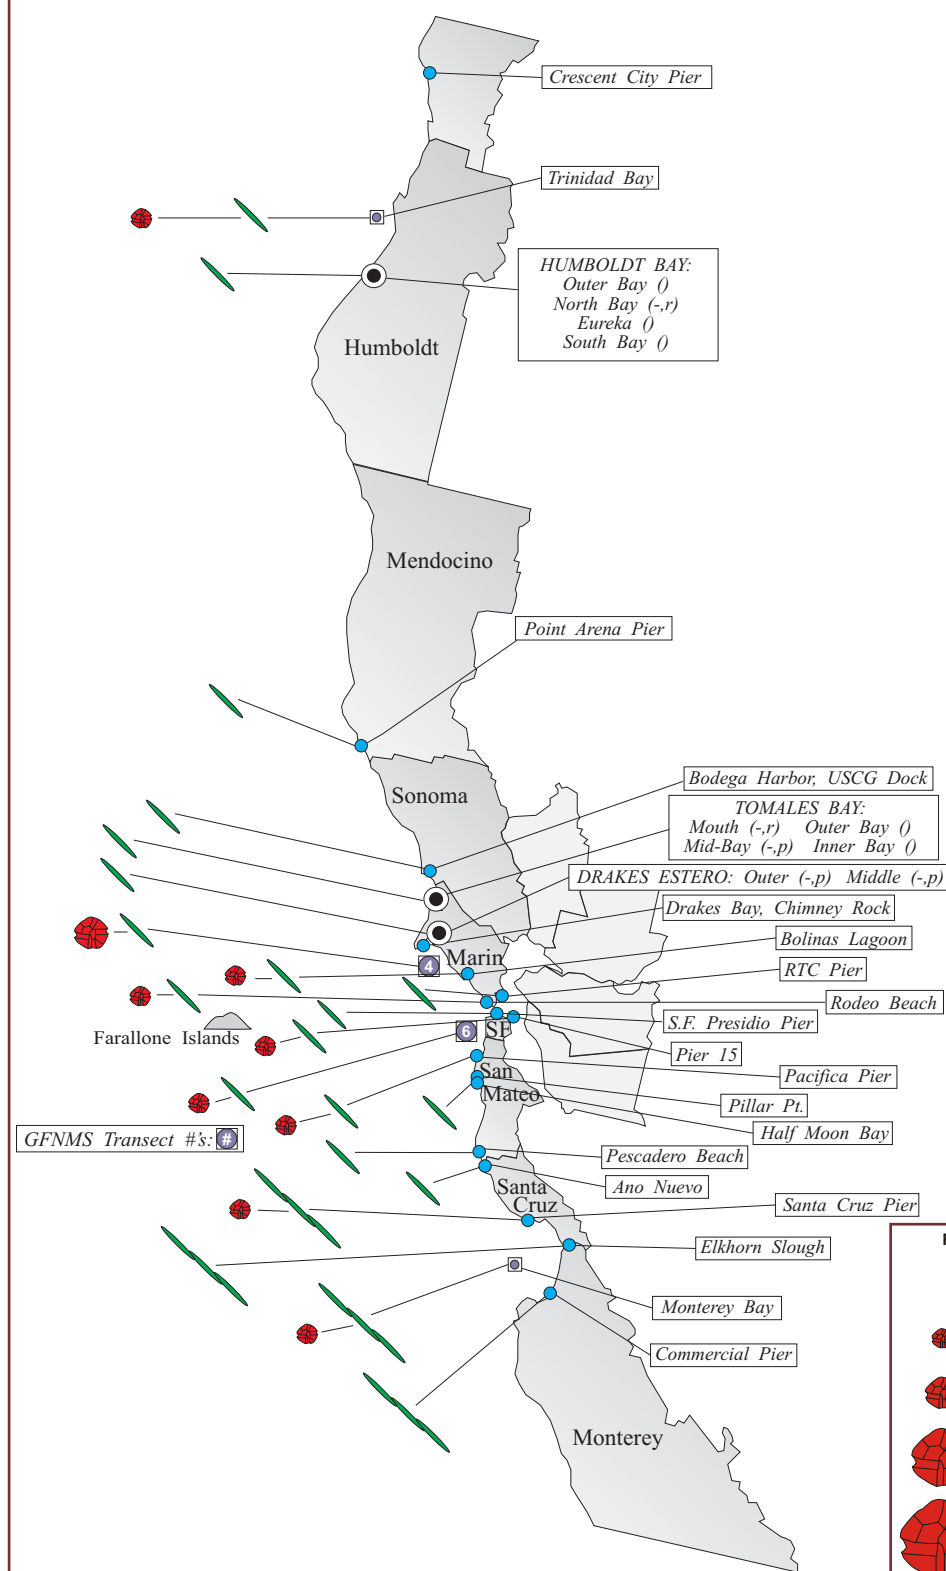 Crescent City Pier
Trinidad Bay
HUMBOLDT BAY:
Outer Bay ()
North Bay (-,r)
Eureka ()
South Bay ()
Humboldt
Mendocino
Point Arena Pier
Bodega Harbor, USCG Dock
Sonoma
TOMALES BAY:
Mouth (-,r) Outer Bay ()
Mid-Bay (-,p) Inner Bay ()
DRAKES ESTERO: Outer (-,p) Middle (-,p)
Drakes Bay, Chimney Rock
Bolinas Lagoon
Marin
4
RTC Pier
Rodeo Beach
S.F. Presidio Pier
Farallone Islands
6
SF
Pier 15
Pacifica Pier
San
Mateo
Pillar Pt.
Half Moon Bay
GFNMS Transect #'s: #
Pescadero Beach
Ano Nuevo
Santa
Cruz
Santa Cruz Pier
Elkhorn Slough
Monterey Bay
Commercial Pier
Monterey